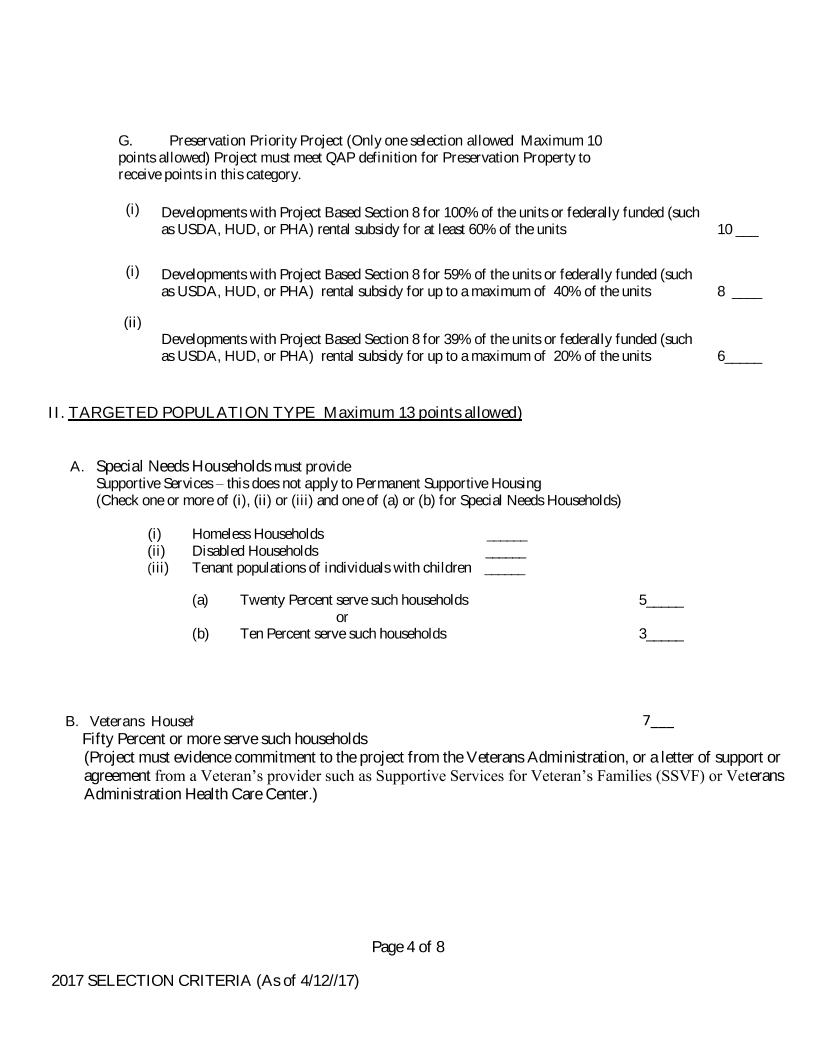 G. Preservation Priority Project (Only one selection allowed Maximum 10
points allowed) Project must meet QAP definition for Preservation Property to
receive points in this category.
(i) Developments with Project Based Section 8 for 100% of the units or federally funded (such
as USDA, HUD, or PHA) rental subsidy for at least 60% of the units 10 ___
(i) Developments with Project Based Section 8 for 59% of the units or federally funded (such
as USDA, HUD, or PHA) rental subsidy for up to a maximum of 40% of the units 8 ____
(ii)
Developments with Project Based Section 8 for 39% of the units or federally funded (such
as USDA, HUD, or PHA) rental subsidy for up to a maximum of 20% of the units 6_____
II. TARGETED POPULATION TYPE Maximum 13 points allowed)
A. Special Needs Households must provide
Supportive Services – this does not apply to Permanent Supportive Housing
(Check one or more of (i), (ii) or (iii) and one of (a) or (b) for Special Needs Households)
(i) Homeless Households ______
(ii) Disabled Households ______
(iii) Tenant populations of individuals with children ______
(a) Twenty Percent serve such households 5_____
or
(b) Ten Percent serve such households 3_____
B. Veterans 7___
Fifty Percent or more serve such households
(Project must evidence commitment to the project from the Veterans Administration, or a letter of support or
agreement from a Veteran’s provider such as Supportive Services for Veteran’s Families (SSVF) or Veterans
Administration Health Care Center.)
Page 4 of 8
2017 SELECTION CRITERIA (As of 4/12//17)